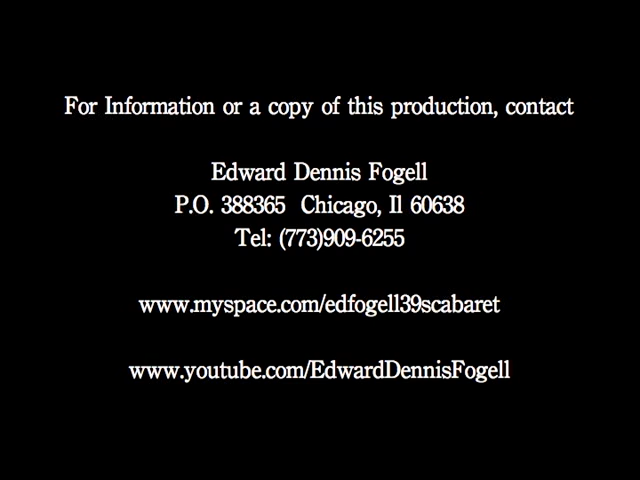 For Information or a copy of this production, contact
Edward Dennis Fogell
P.O. 388365  Chicago, Il 60638
Tel: (773)909-6255
www.myspace.com/edfogell39scabaret
www.youtube.com/EdwardDennisFogell